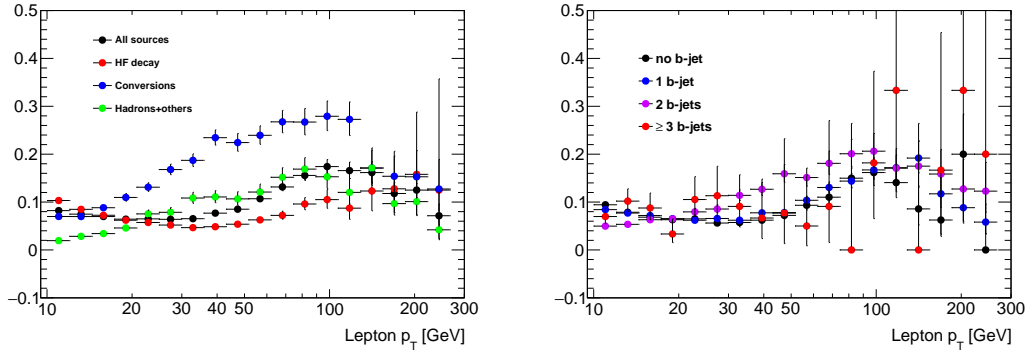 0.5
0.4
0.3
0.2
0.1
0
−0.1
All sources
HF decay
Conversions
Hadrons+others
10 20 30 40 100 200 300
Lepton p_T [GeV]
0.5
0.4
0.3
0.2
0.1
0
−0.1
no b-jet
1 b-jet
2 b-jets
≥ 3 b-jets
10 20 30 40 100 200 300
Lepton p_T [GeV]